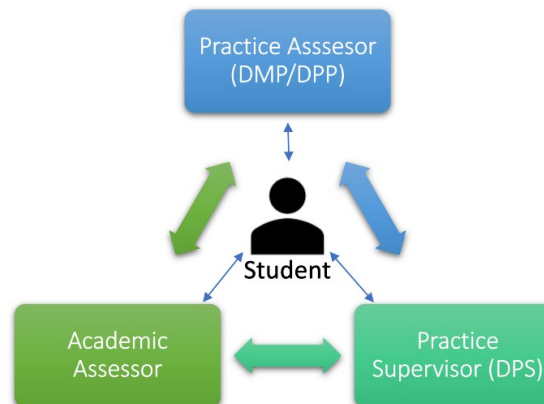 Practice Asssesor
(DMP/DPP)
Student
Academic
Assessor
Practice
Supervisor (DPS)